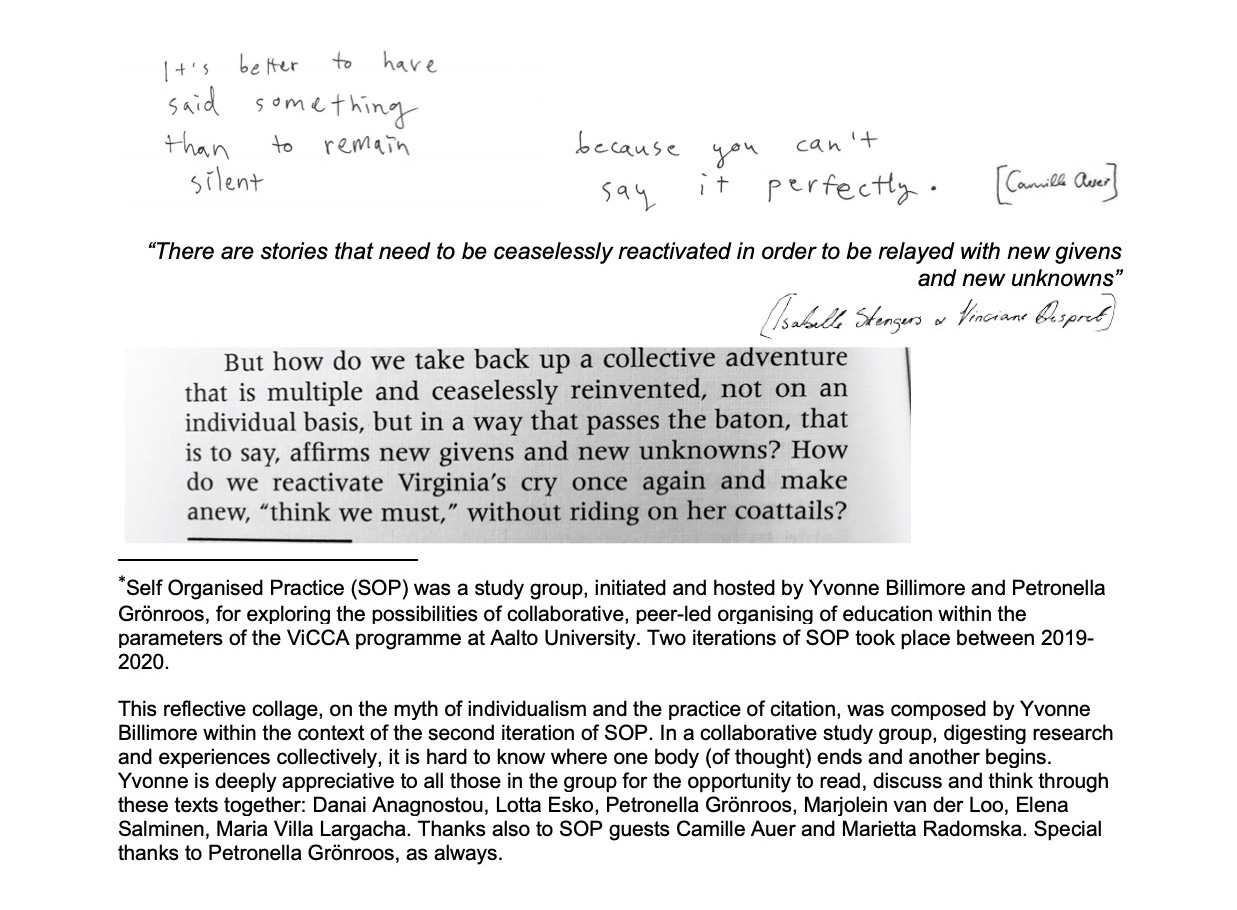 It's better to have
said something
than to remain
silent
because you can't
say it perfectly.
[Camille Auer]
“There are stories that need to be ceaselessly reactivated in order to be relayed with new givens
and new unknowns”
[Isabelle Stengers & Vinciane Despret]
But how do we take back up a collective adventure
that is multiple and ceaselessly reinvented, not on an
individual basis, but in a way that passes the baton, that
is to say, affirms new givens and new unknowns? How
do we reactivate Virginia’s cry once again and make
anew, “think we must,” without riding on her coattails?
*Self Organised Practice (SOP) was a study group, initiated and hosted by Yvonne Billimore and Petronella
Grönroos, for exploring the possibilities of collaborative, peer-led organising of education within the
parameters of the ViCCA programme at Aalto University. Two iterations of SOP took place between 2019-
2020.
This reflective collage, on the myth of individualism and the practice of citation, was composed by Yvonne
Billimore within the context of the second iteration of SOP. In a collaborative study group, digesting research
and experiences collectively, it is hard to know where one body (of thought) ends and another begins.
Yvonne is deeply appreciative to all those in the group for the opportunity to read, discuss and think through
these texts together: Danai Anagnostou, Lotta Esko, Petronella Grönroos, Marjolein van der Loo, Elena
Salminen, Maria Villa Largacha. Thanks also to SOP guests Camille Auer and Marietta Radomska. Special
thanks to Petronella Grönroos, as always.